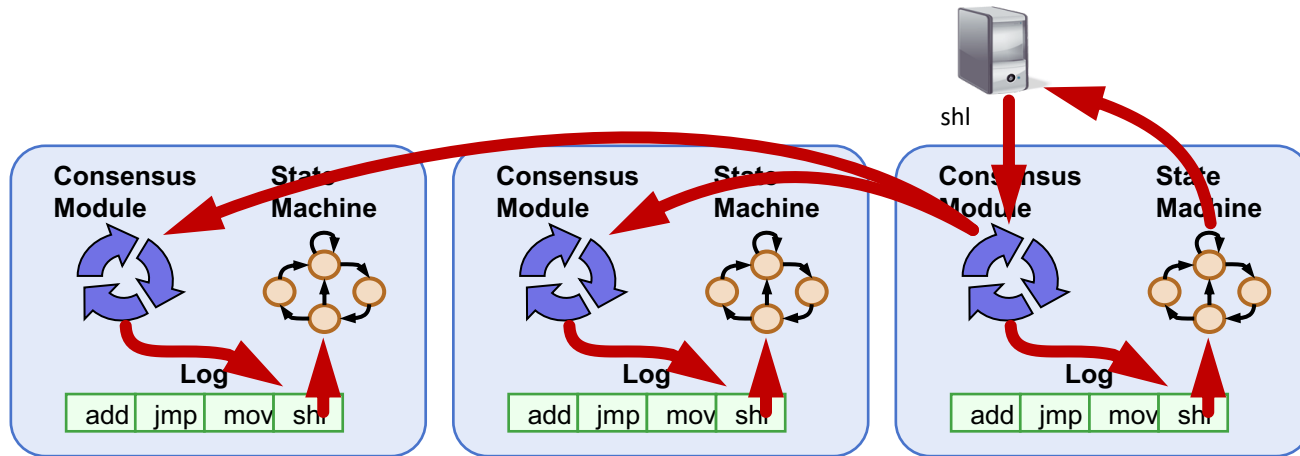 shl
Consensus
Module
State
Machine
Log
add jmp mov shl
Consensus
Module
State
Machine
Log
add jmp mov shl
Consensus
Module
State
Machine
Log
add jmp mov shl